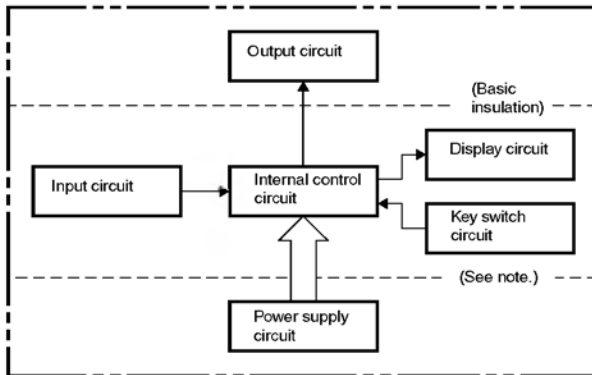 Output circuit
(Basic
insulation)
Display circuit
Input circuit
Internal control
circuit
Key switch
circuit
(See note.)
Power supply
circuit